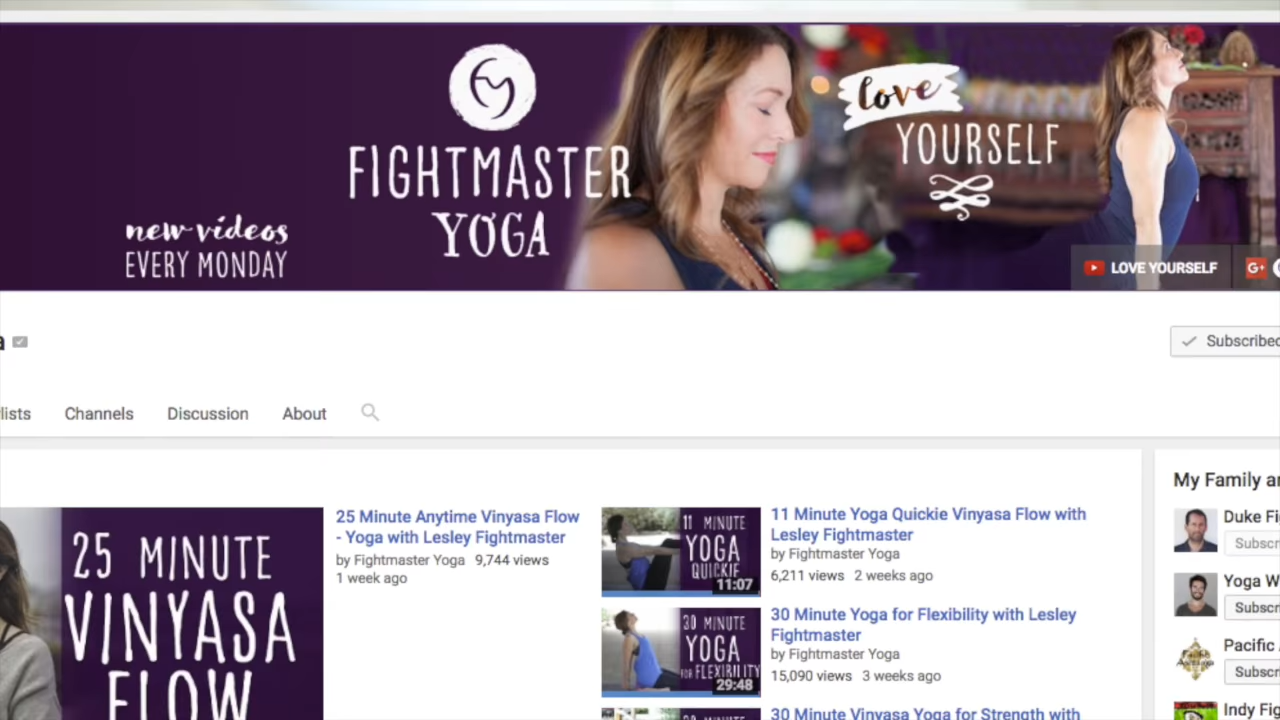 FIGHTMASTER
YOGA
new videos
EVERY MONDAY
love
YOURSELF
LOVE YOURSELF
G+
Subscribed
lists
Channels
Discussion
About
My Family
25 MINUTE
VINYASA
FLOW
25 Minute Anytime Vinyasa Flow
- Yoga with Lesley Fightmaster
by Fightmaster Yoga 9,744 views
1 week ago
11 MINUTE
YOGA
QUICKIE
11:07
11 Minute Yoga Quickie Vinyasa Flow with
Lesley Fightmaster
by Fightmaster Yoga
6,211 views 2 weeks ago
30 MINUTE
YOGA
FOR FLEXIBILITY
29:48
30 Minute Yoga for Flexibility with Lesley
Fightmaster
by Fightmaster Yoga
15,090 views 3 weeks ago
30 Minute Vinyasa Yoga for Strength with
Duke Fi
Subscr
Yoga W
Subscr
Pacific
Subscr
Indy Fig